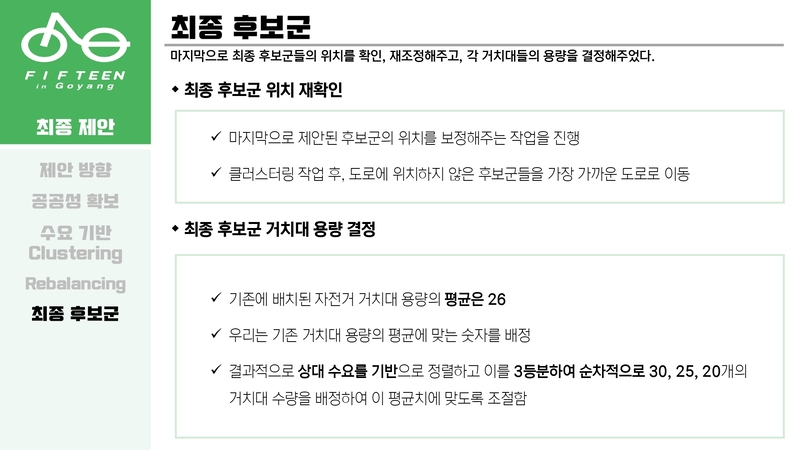 FIFTEEN
in Goyang
최종 제안
제안 방향
공공성 확보
수요 기반
Clustering
Rebalancing
최종 후보군
최종 후보군
마지막으로 최종 후보군들의 위치를 확인, 재조정해주고, 각 거치대들의 용량을 결정해주었다.
최종 후보군 위치 재확인
✓ 마지막으로 제안된 후보군의 위치를 보정해주는 작업을 진행
✓ 클러스터링 작업 후, 도로에 위치하지 않은 후보군들을 가장 가까운 도로로 이동
최종 후보군 거치대 용량 결정
✓ 기존에 배치된 자전거 거치대 용량의 평균은 26
✓ 우리는 기존 거치대 용량의 평균에 맞는 숫자를 배정
✓ 결과적으로 상대 수요를 기반으로 정렬하고 이를 3등분하여 순차적으로 30, 25, 20개의
거치대 수량을 배정하여 이 평균치에 맞도록 조절함